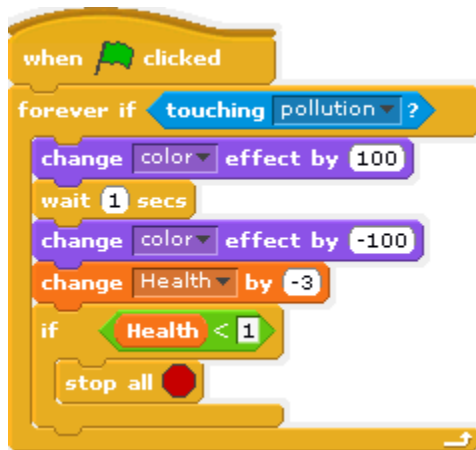 when clicked
forever if touching pollution ?
change color effect by 100
wait 1 secs
change color effect by -100
change Health by -3
if Health < 1
stop all